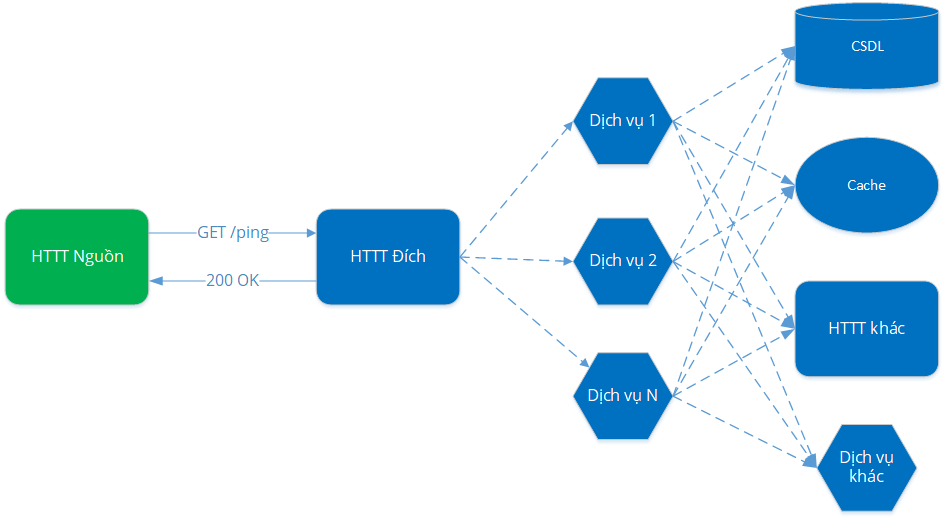 CSDL
Dịch vụ 1
Cache
HTTT Nguồn
GET /ping
200 OK
HTTT Đích
Dịch vụ 2
HTTT khác
Dịch vụ N
Dịch vụ
khác